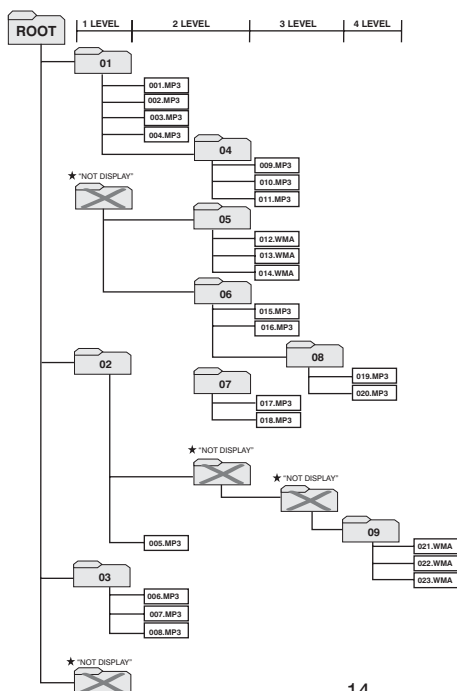 ROOT
1 LEVEL 2 LEVEL 3 LEVEL 4 LEVEL
01
001.MP3
002.MP3
003.MP3
004.MP3
04
009.MP3
010.MP3
011.MP3
★ "NOT DISPLAY"
05
012.WMA
013.WMA
014.WMA
06
015.MP3
016.MP3
02
08
019.MP3
020.MP3
07
017.MP3
018.MP3
★ "NOT DISPLAY"
★ "NOT DISPLAY"
09
005.MP3
021.WMA
022.WMA
023.WMA
03
006.MP3
007.MP3
008.MP3
★ "NOT DISPLAY"
14